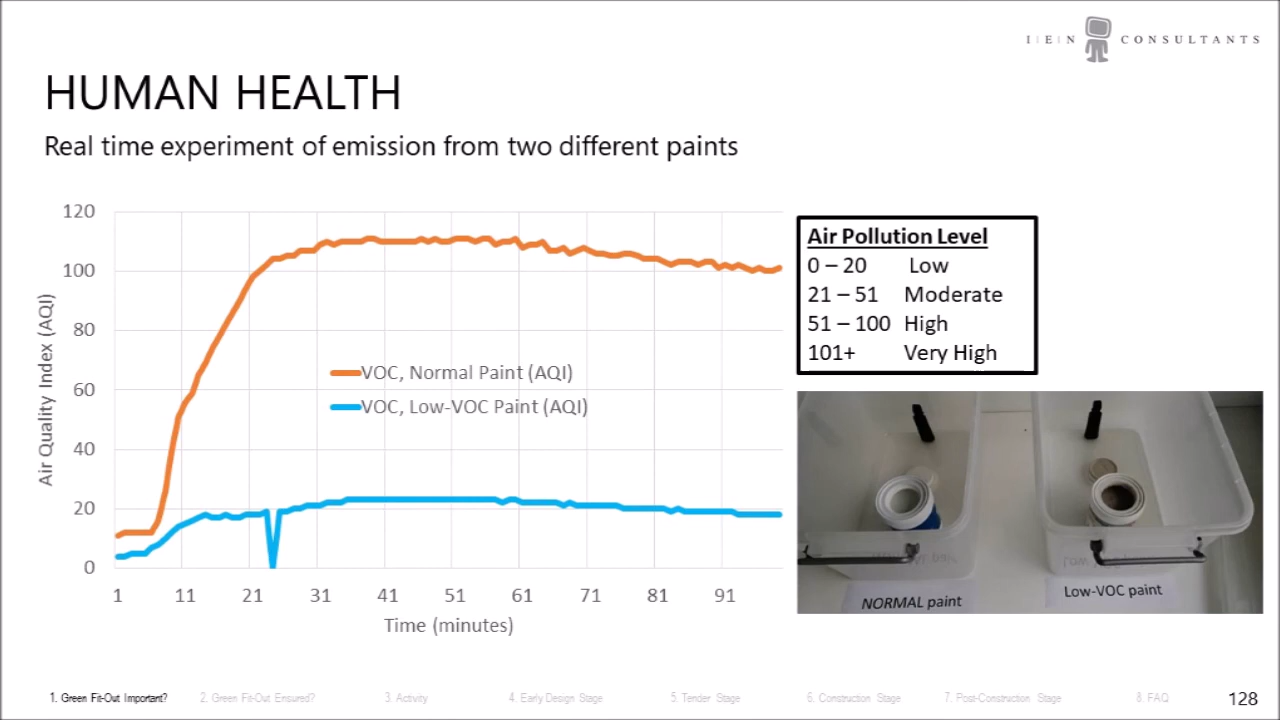 I E N CONSULTANTS
HUMAN HEALTH
Real time experiment of emission from two different paints
120
100
80
60
40
20
0
Air Quality Index (AQI)
VOC, Normal Paint (AQI)
VOC, Low-VOC Paint (AQI)
1 11 21 31 41 51 61 71 81 91
Time (minutes)
Air Pollution Level
0 – 20 Low
21 – 51 Moderate
51 – 100 High
101+ Very High
NORMAL paint
Low-VOC paint
1. Green Fit-Out Important? 2. Green Fit-Out Ensured? 3. Activity 4. Early Design Stage 5. Tender Stage 6. Construction Stage 7. Post-Construction Stage 8. FAQ 128